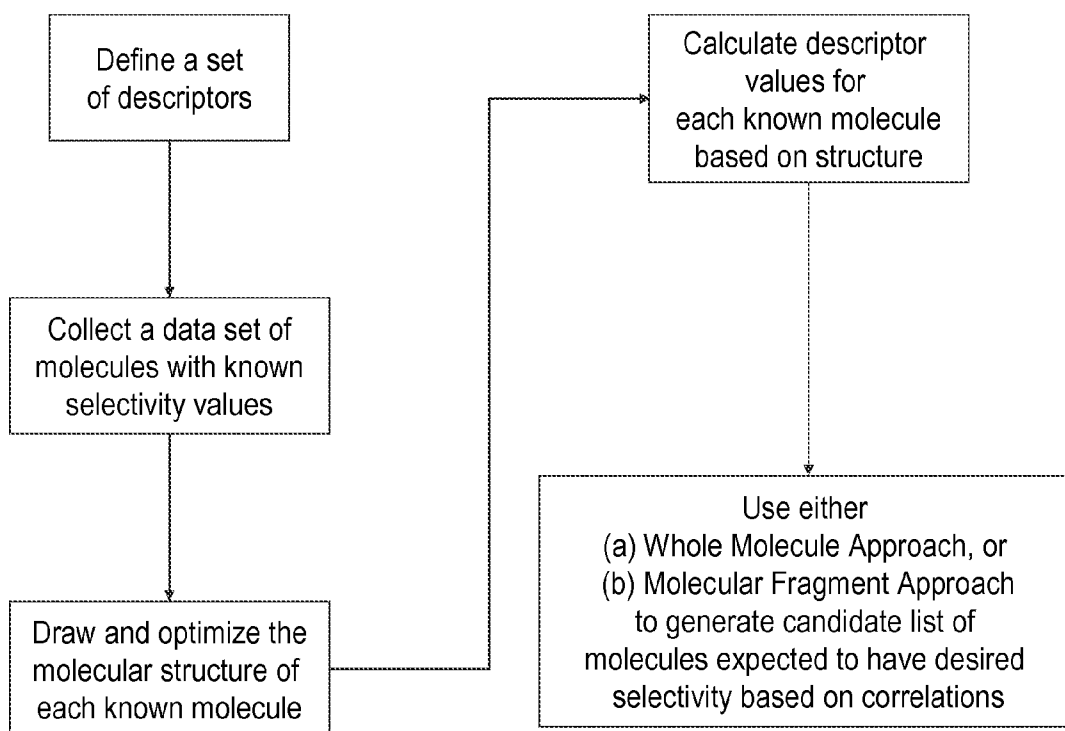 Define a set
of descriptors
Collect a data set of
molecules with known
selectivity values
Draw and optimize the
molecular structure of
each known molecule
Calculate descriptor
values for
each known molecule
based on structure
Use either
(a) Whole Molecule Approach, or
(b) Molecular Fragment Approach
to generate candidate list of
molecules expected to have desired
selectivity based on correlations